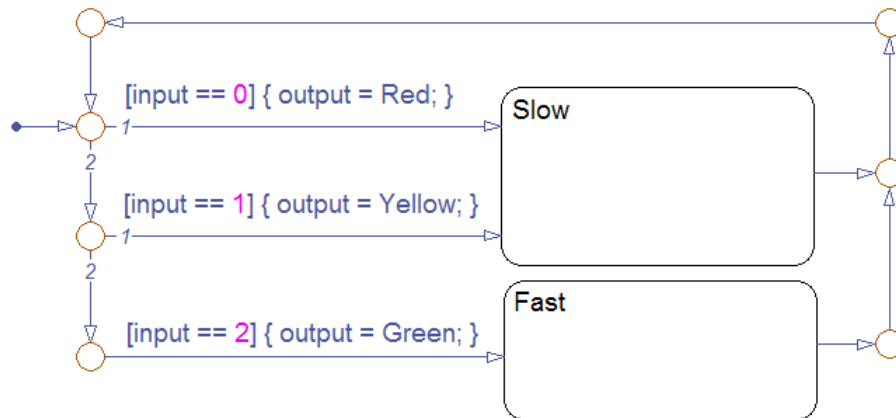 [input == 0] { output = Red; }
Slow
1
2
[input == 1] { output = Yellow; }
1
2
Fast
[input == 2] { output = Green; }